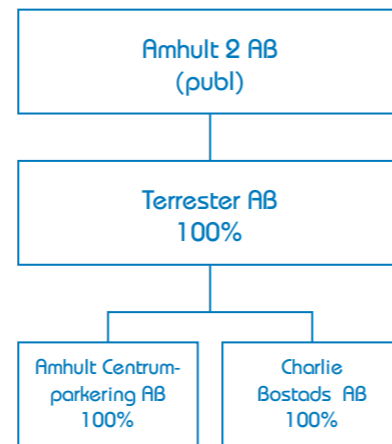 Amhult 2 AB
(publ)
Terrester AB
100%
Amhult Centrum-
parkering AB
100%
Charlie
Bostads AB
100%